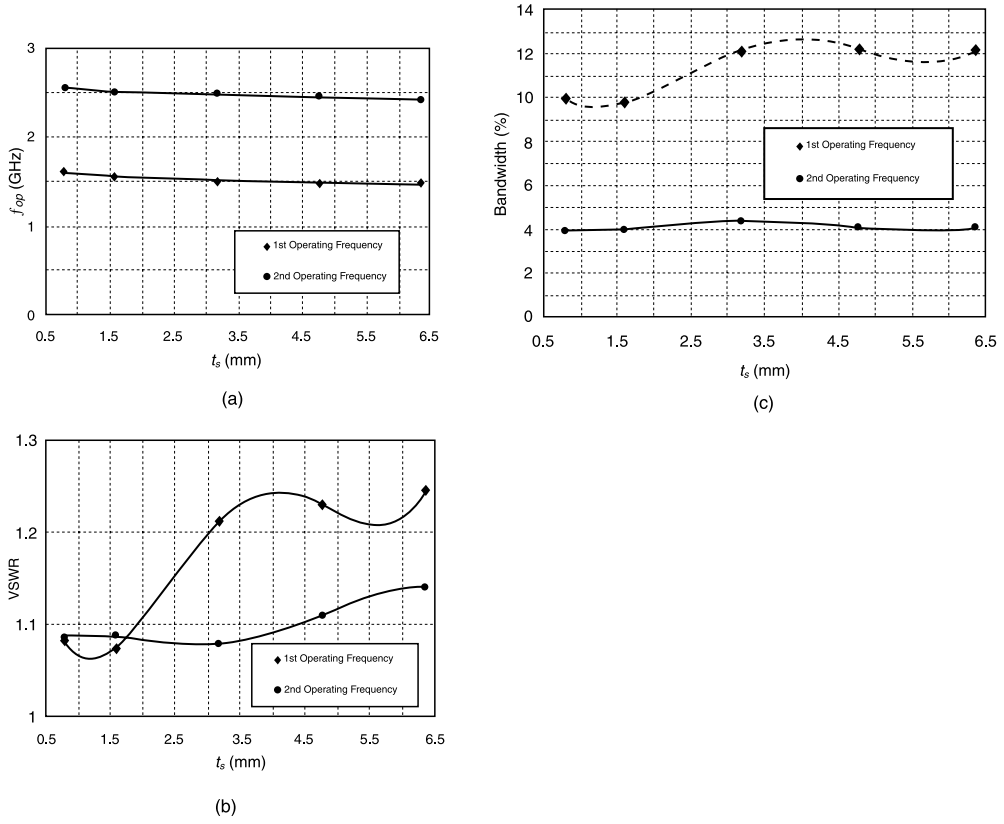 3
2
1
0
f op (GHz)
1st Operating Frequency
2nd Operating Frequency
0.5 1.5 2.5 3.5 4.5 5.5 6.5
ts (mm)
(a)
14
12
10
8
6
4
2
0
Bandwidth (%)
1st Operating Frequency
2nd Operating Frequency
0.5 1.5 2.5 3.5 4.5 5.5 6.5
ts (mm)
(c)
1.3
1.2
1.1
1
VSWR
1st Operating Frequency
2nd Operating Frequency
0.5 1.5 2.5 3.5 4.5 5.5 6.5
ts (mm)
(b)